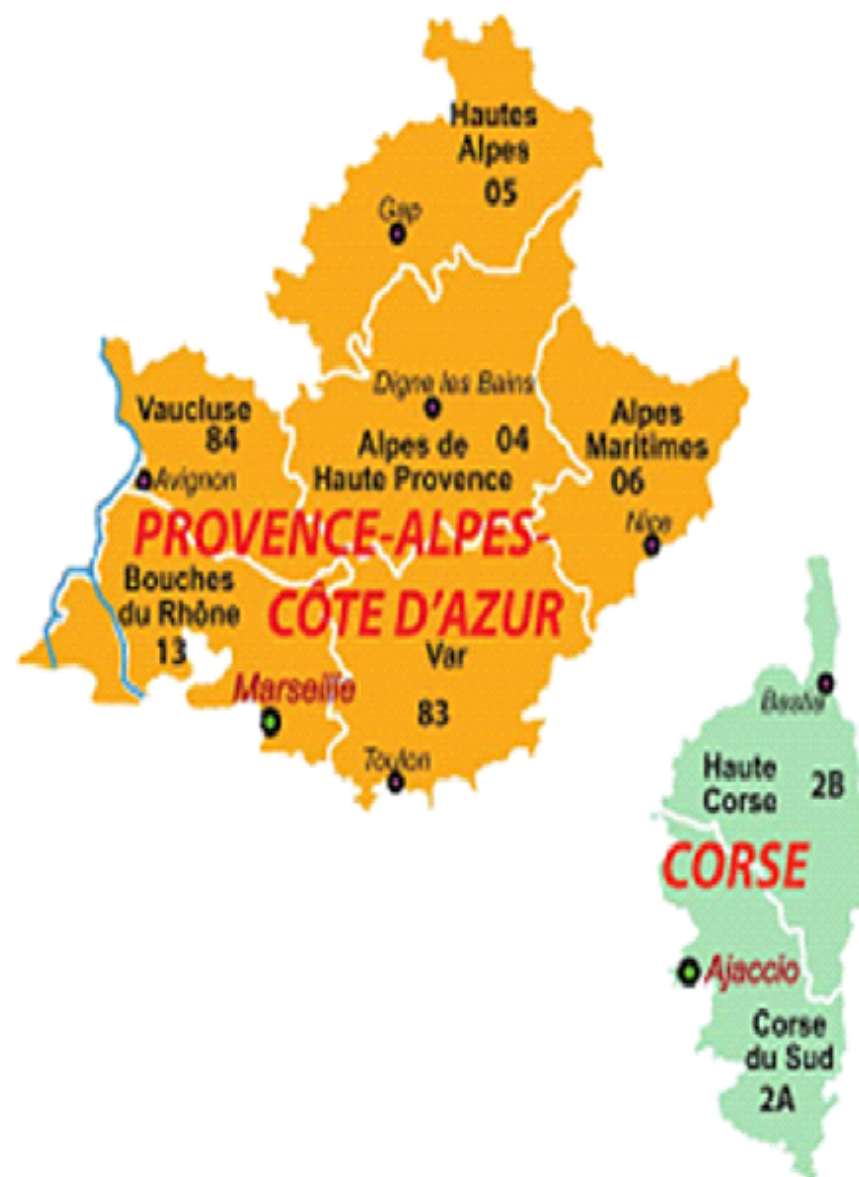 Hautes
Alpes
05
Gap
Digne les Bains
Vaucluse
84
Alpes de
Haute Provence
04
Alpes
Maritimes
06
Avignon
Nice
PROVENCE-ALPES-
CÔTE D'AZUR
Bouches
du Rhône
13
Var
83
Marseille
Toulon
Bastia
Haute
Corse
2B
CORSE
Ajaccio
Corse
du Sud
2A